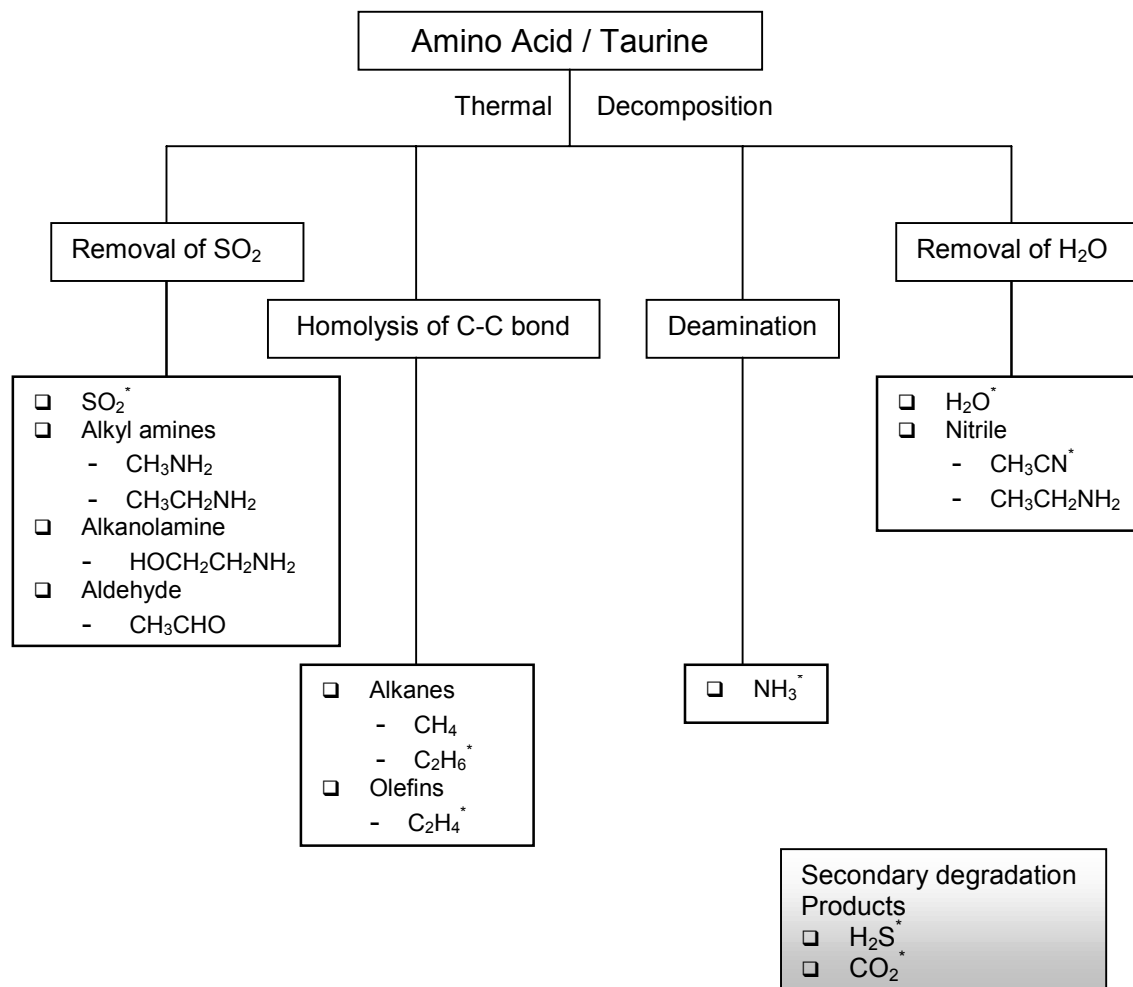 Amino Acid / Taurine
Thermal Decomposition
Removal of SO₂
Removal of H₂O
Homolysis of C-C bond
Deamination
❑ SO₂*
❑ Alkyl amines
- CH₃NH₂
- CH₃CH₂NH₂
❑ Alkanolamine
- HOCH₂CH₂NH₂
❑ Aldehyde
- CH₃CHO
❑ H₂O*
❑ Nitrile
- CH₃CN*
- CH₃CH₂NH₂
❑ Alkanes
- CH₄
- C₂H₆*
❑ Olefins
- C₂H₄*
❑ NH₃*
Secondary degradation
Products
❑ H₂S*
❑ CO₂*